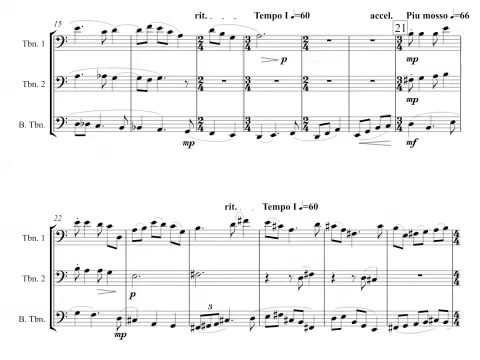 rit. Tempo I ♩=60 accel. Piu mosso ♩=66
15 21
Tbn. 1
p mp
Tbn. 2
mp
B. Tbn.
mp mf
rit. Tempo I ♩=60
22
Tbn. 1
Tbn. 2
p
3
B. Tbn.
mp